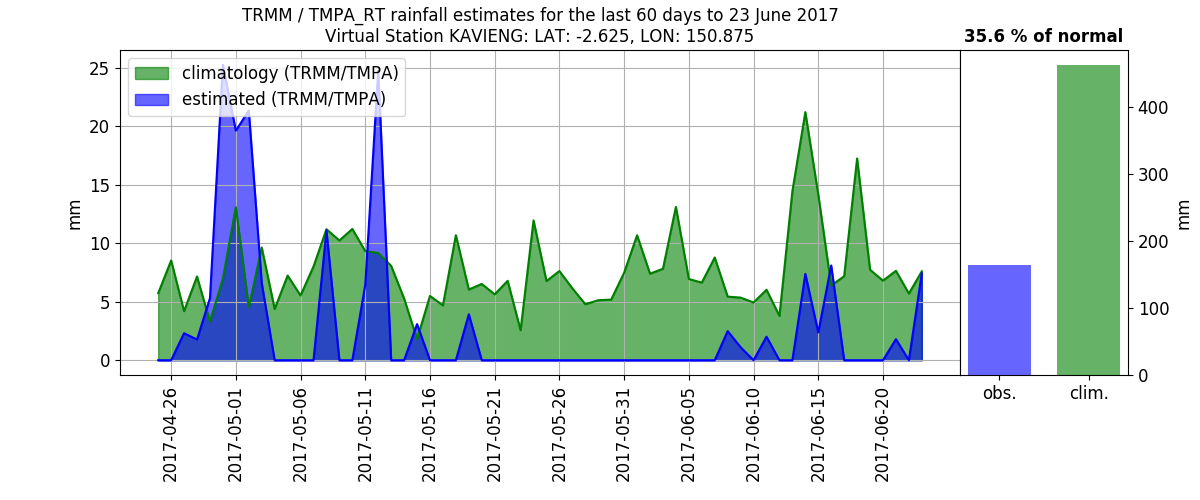 TRMM / TMPA_RT rainfall estimates for the last 60 days to 23 June 2017
Virtual Station KAVIENG: LAT: -2.625, LON: 150.875
35.6 % of normal
climatology (TRMM/TMPA)
estimated (TRMM/TMPA)
25
20
15
10
5
0
mm
400
300
200
100
0
mm
2017-04-26
2017-05-01
2017-05-06
2017-05-11
2017-05-16
2017-05-21
2017-05-26
2017-05-31
2017-06-05
2017-06-10
2017-06-15
2017-06-20
obs.
clim.